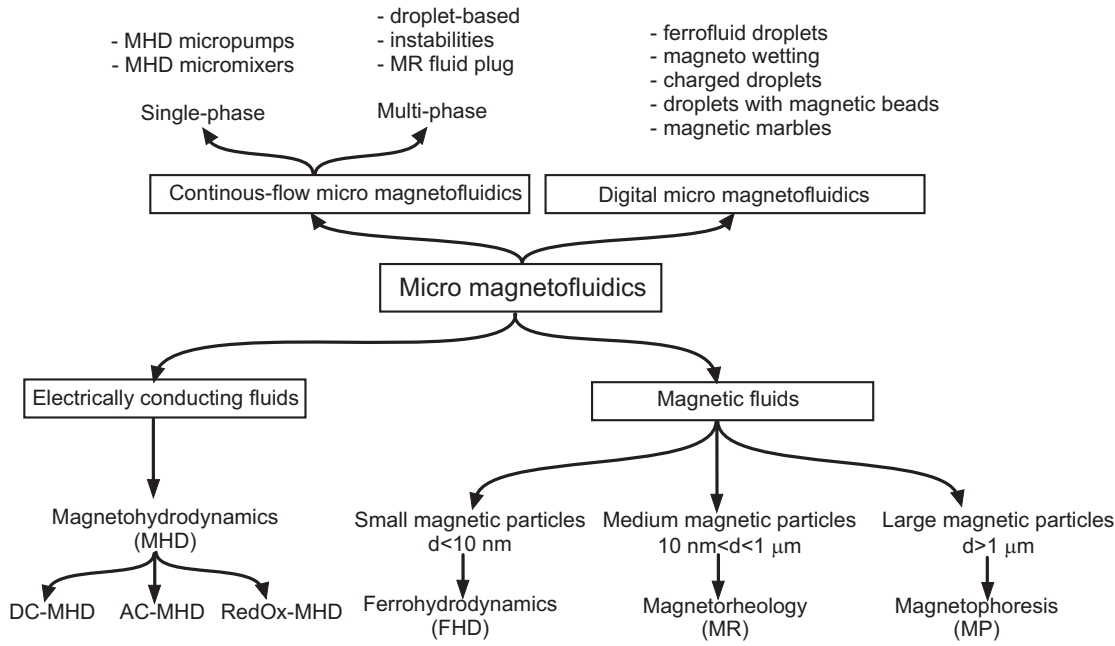 - MHD micropumps
- MHD micromixers
Single-phase
- droplet-based
- instabilities
- MR fluid plug
Multi-phase
- ferrofluid droplets
- magneto wetting
- charged droplets
- droplets with magnetic beads
- magnetic marbles
Continous-flow micro magnetofluidics
Digital micro magnetofluidics
Micro magnetofluidics
Electrically conducting fluids
Magnetic fluids
Magnetohydrodynamics
(MHD)
DC-MHD
AC-MHD
RedOx-MHD
Small magnetic particles
d<10 nm
Ferrohydrodynamics
(FHD)
Medium magnetic particles
10 nm<d<1 μm
Magnetorheology
(MR)
Large magnetic particles
d>1 μm
Magnetophoresis
(MP)